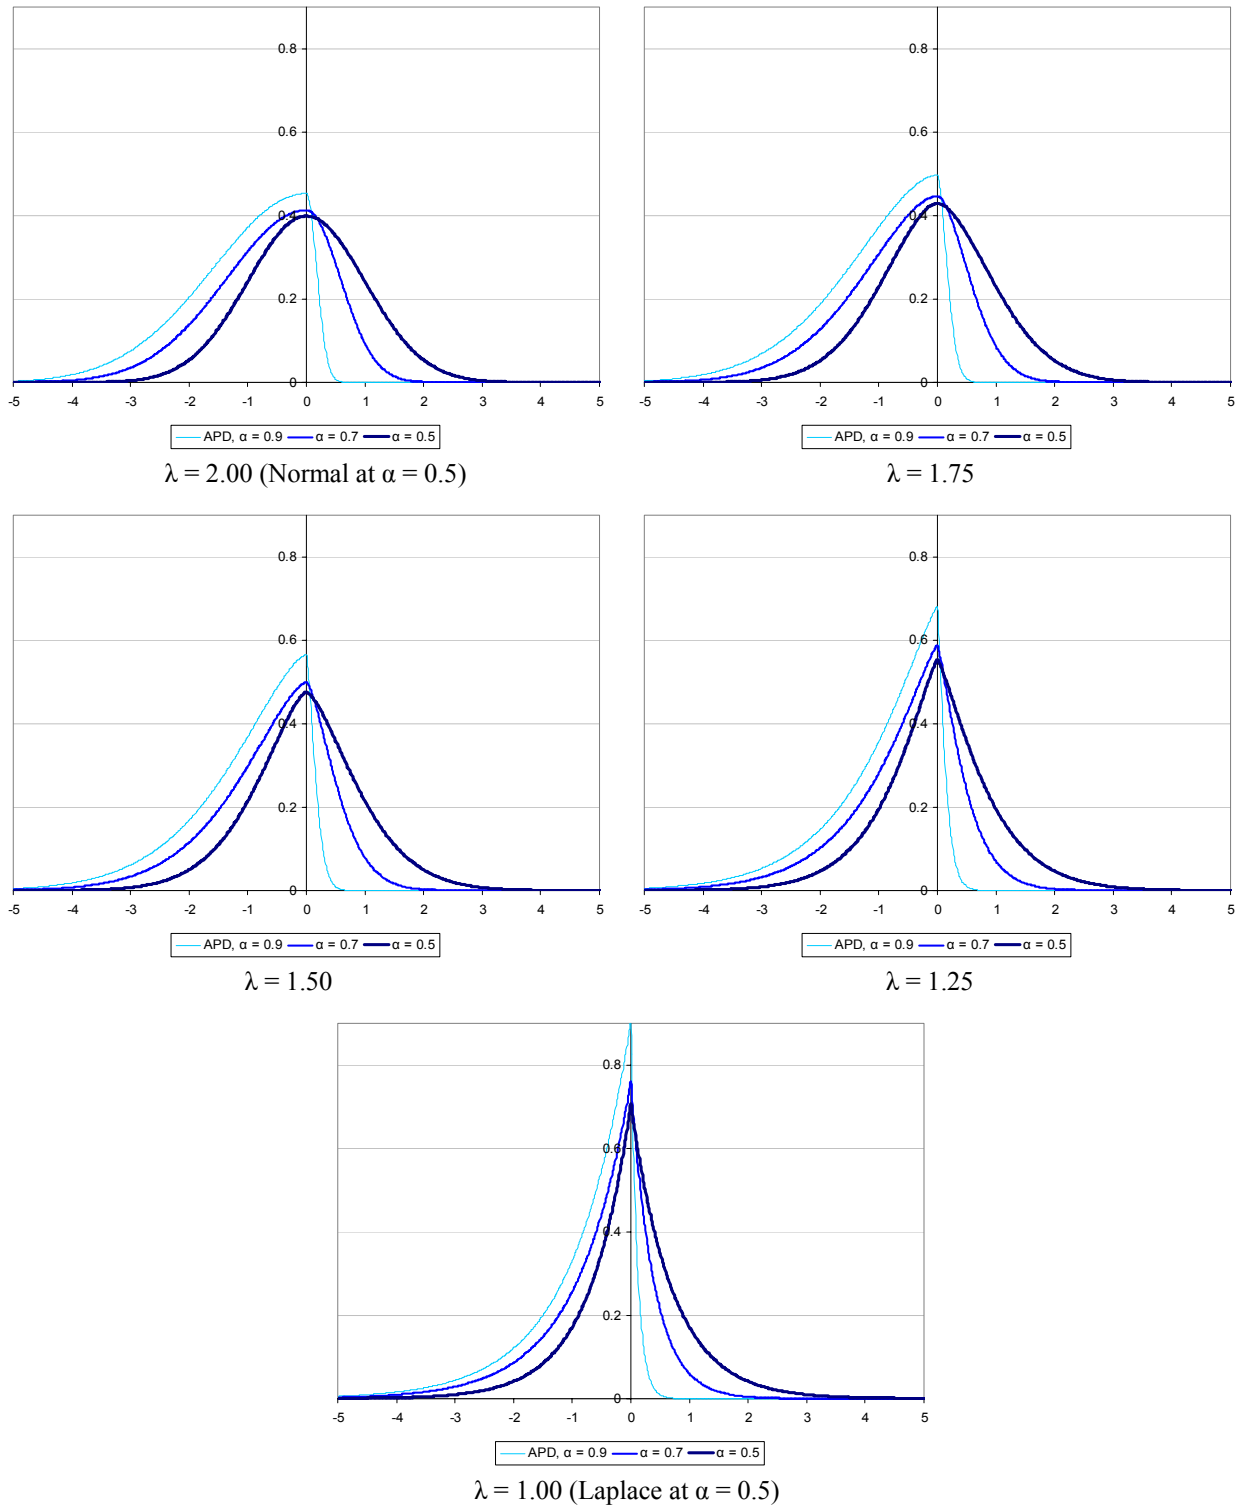 0.8 0.8
0.6 0.6
0.4 0.4
0.2 0.2
0 0
-5 -4 -3 -2 -1 0 1 2 3 4 5 -5 -4 -3 -2 -1 0 1 2 3 4 5
APD, α = 0.9 α = 0.7 α = 0.5 APD, α = 0.9 α = 0.7 α = 0.5
λ = 2.00 (Normal at α = 0.5) λ = 1.75
0.8 0.8
0.6 0.6
0.4 0.4
0.2 0.2
0 0
-5 -4 -3 -2 -1 0 1 2 3 4 5 -5 -4 -3 -2 -1 0 1 2 3 4 5
APD, α = 0.9 α = 0.7 α = 0.5 APD, α = 0.9 α = 0.7 α = 0.5
λ = 1.50 λ = 1.25
0.8
0.6
0.4
0.2
0
-5 -4 -3 -2 -1 0 1 2 3 4 5
APD, α = 0.9 α = 0.7 α = 0.5
λ = 1.00 (Laplace at α = 0.5)